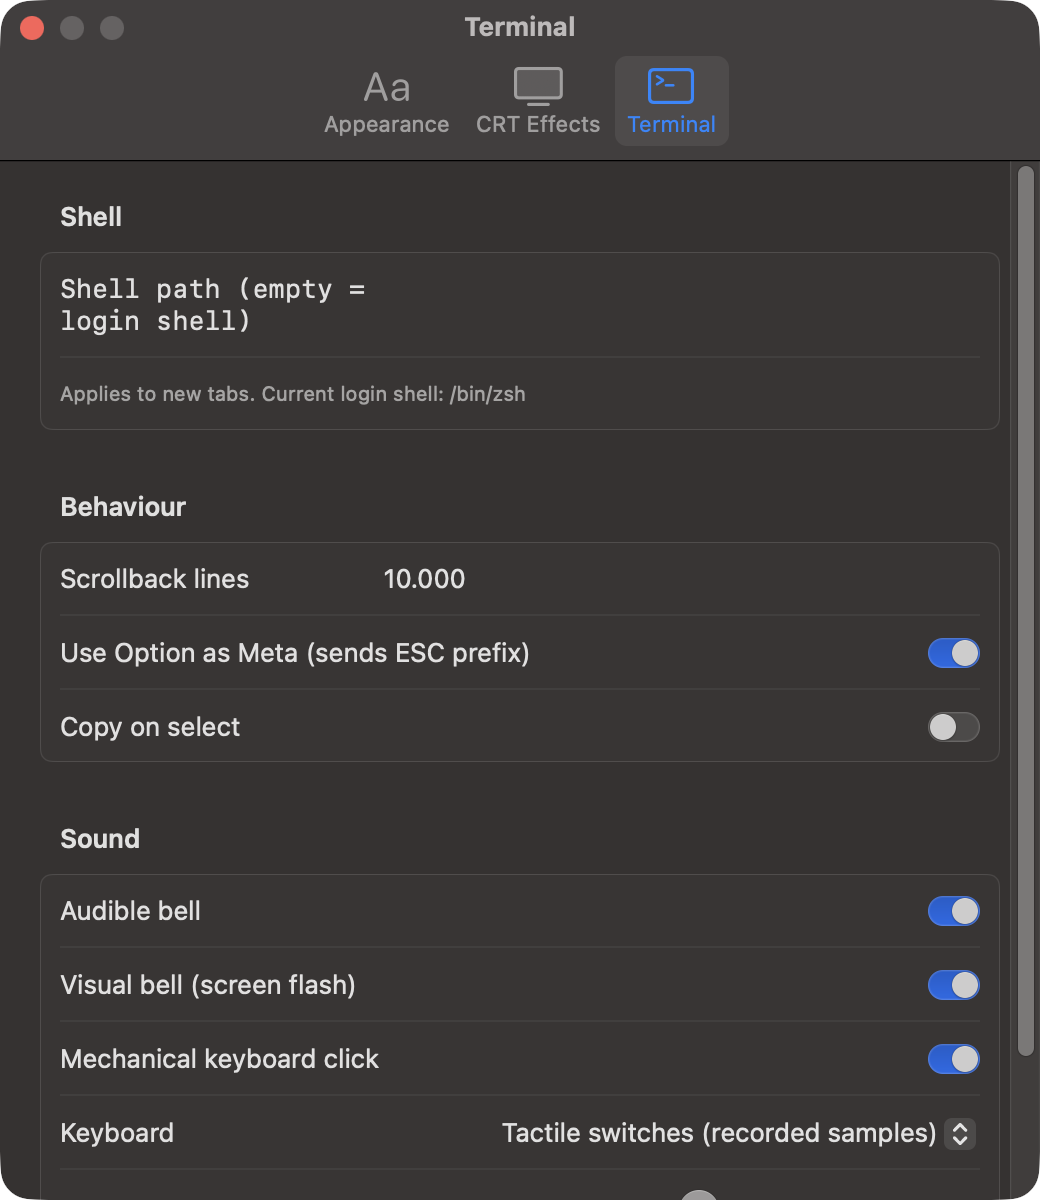 Terminal
Aa
Appearance
CRT Effects
>-
Terminal
Shell
Shell path (empty =
login shell)
Applies to new tabs. Current login shell: /bin/zsh
Behaviour
Scrollback lines 10.000
Use Option as Meta (sends ESC prefix)
Copy on select
Sound
Audible bell
Visual bell (screen flash)
Mechanical keyboard click
Keyboard Tactile switches (recorded samples)